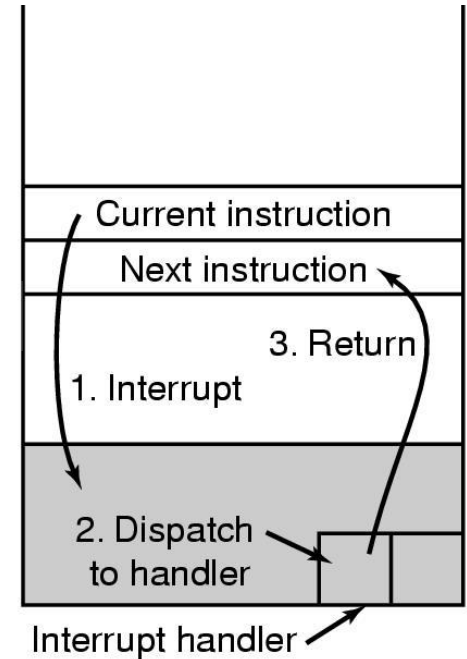 Current instruction
Next instruction
3. Return
1. Interrupt
2. Dispatch
to handler
Interrupt handler